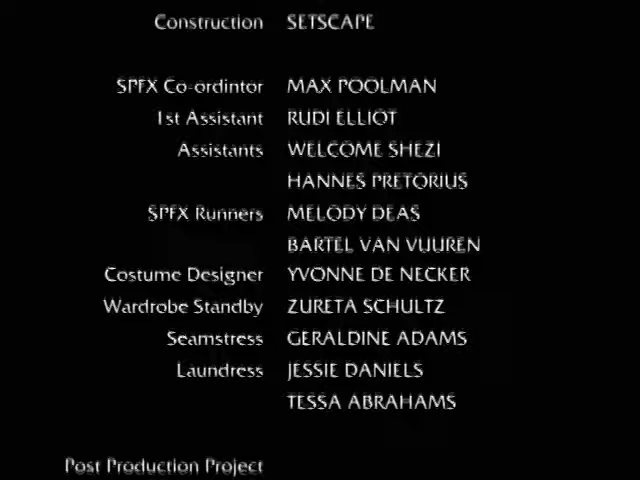 Construction SETSCAPE
SPFX Co-ordintor MAX POOLMAN
1st Assistant RUDI ELLIOT
Assistants WELCOME SHEZI
HANNES PRETORIUS
SPFX Runners MELODY DEAS
BARTEL VAN VUUREN
Costume Designer YVONNE DE NECKER
Wardrobe Standby ZURETA SCHULTZ
Seamstress GERALDINE ADAMS
Laundress JESSIE DANIELS
TESSA ABRAHAMS
Post Production Project